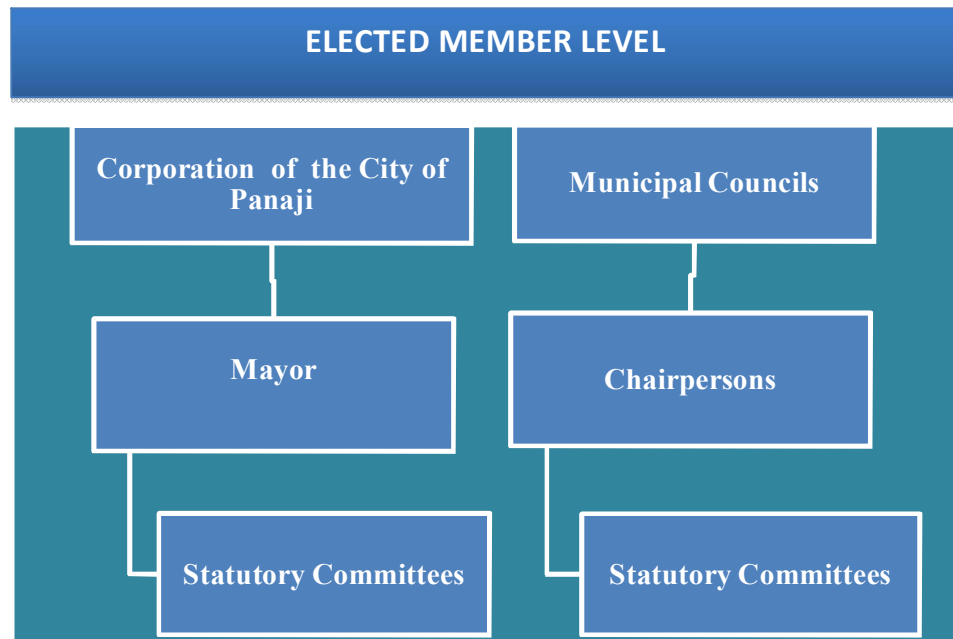 ELECTED MEMBER LEVEL
Corporation of the City of
Panaji
Municipal Councils
Mayor
Chairpersons
Statutory Committees
Statutory Committees